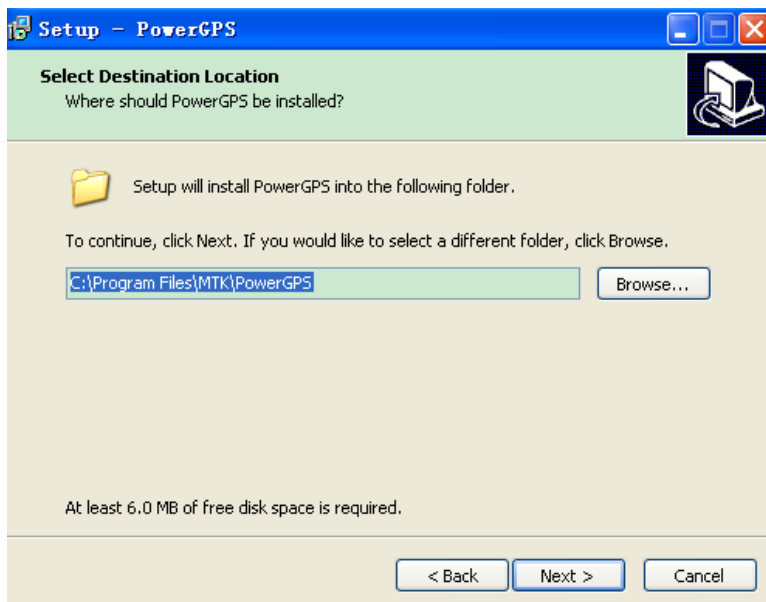 Setup - PowerGPS
Select Destination Location
Where should PowerGPS be installed?
Setup will install PowerGPS into the following folder.
To continue, click Next. If you would like to select a different folder, click Browse.
C:\Program Files\MTK\PowerGPS
Browse...
At least 6.0 MB of free disk space is required.
< Back
Next >
Cancel